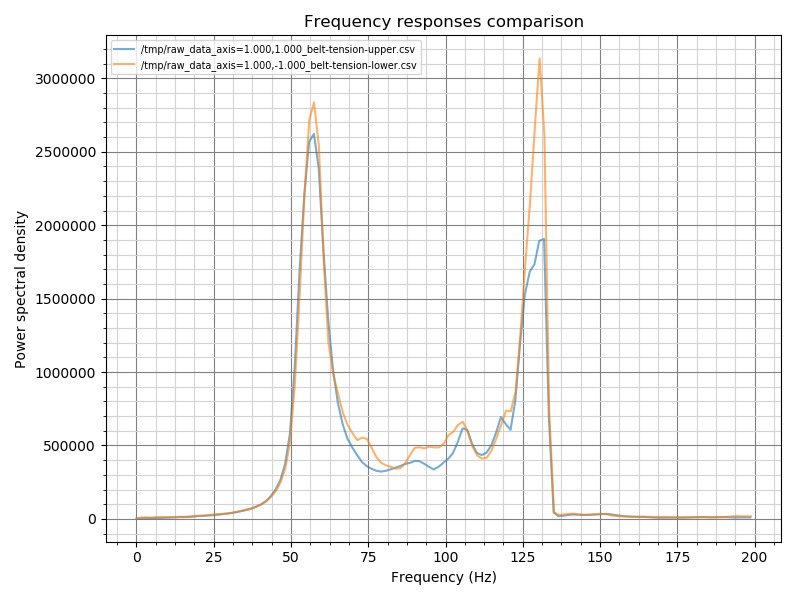 Frequency responses comparison
/tmp/raw_data_axis=1.000,1.000_belt-tension-upper.csv
/tmp/raw_data_axis=1.000,-1.000_belt-tension-lower.csv
3000000
2500000
2000000
1500000
1000000
500000
0
Power spectral density
0 25 50 75 100 125 150 175 200
Frequency (Hz)